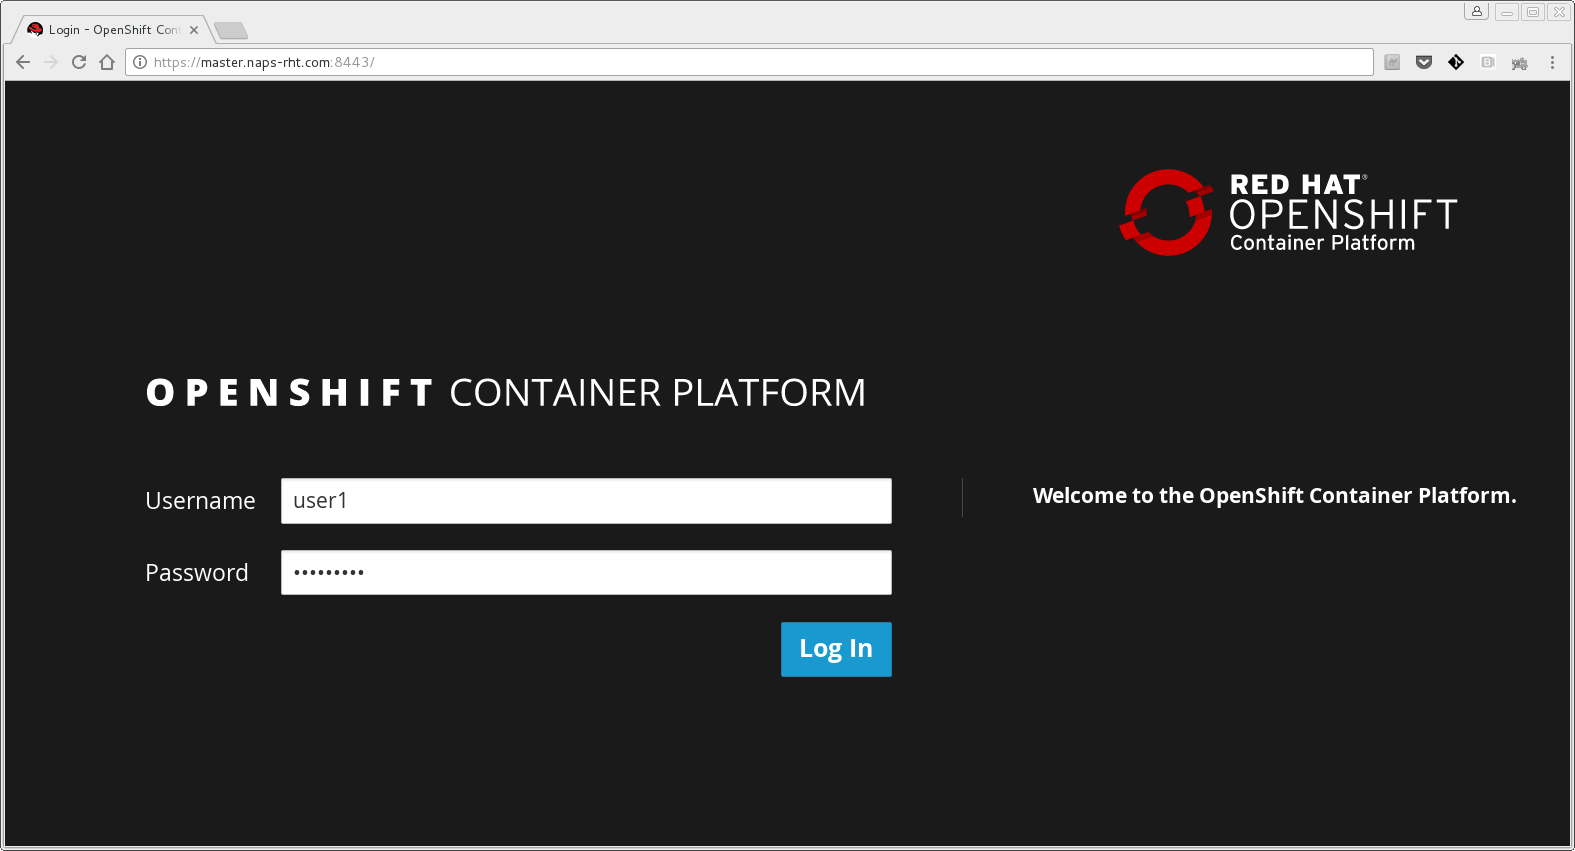 Login - OpenShift Con
https://master.naps-rht.com:8443/
RED HAT®
OPENSHIFT
Container Platform
OPENSHIFT CONTAINER PLATFORM
Username
user1
Welcome to the OpenShift Container Platform.
Password
•••••••••
Log In